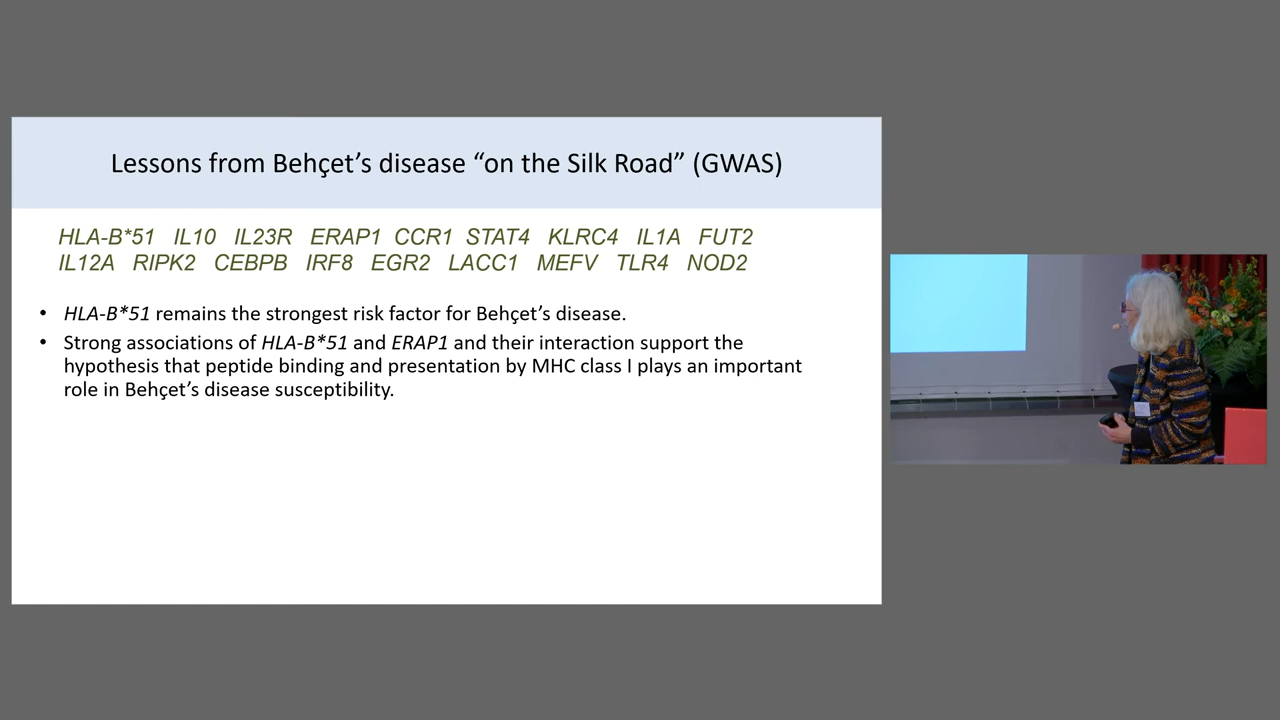 Lessons from Behçet’s disease “on the Silk Road” (GWAS)
HLA-B*51 IL10 IL23R ERAP1 CCR1 STAT4 KLRC4 IL1A FUT2
IL12A RIPK2 CEBPB IRF8 EGR2 LACC1 MEFV TLR4 NOD2
• HLA-B*51 remains the strongest risk factor for Behçet’s disease.
• Strong associations of HLA-B*51 and ERAP1 and their interaction support the
hypothesis that peptide binding and presentation by MHC class I plays an important
role in Behçet’s disease susceptibility.